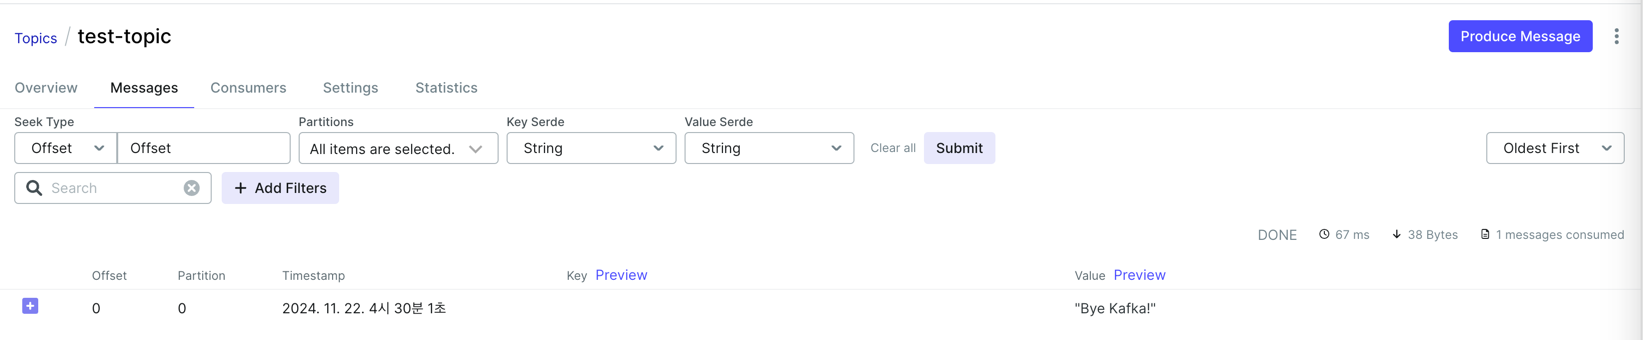 Topics / test-topic
Produce Message
Overview Messages Consumers Settings Statistics
Seek Type Partitions Key Serde Value Serde
Offset Offset All items are selected. String String Clear all Submit Oldest First
Search + Add Filters
DONE 67 ms 38 Bytes 1 messages consumed
Offset Partition Timestamp Key Preview Value Preview
0 0 2024. 11. 22. 4시 30분 1초 "Bye Kafka!"